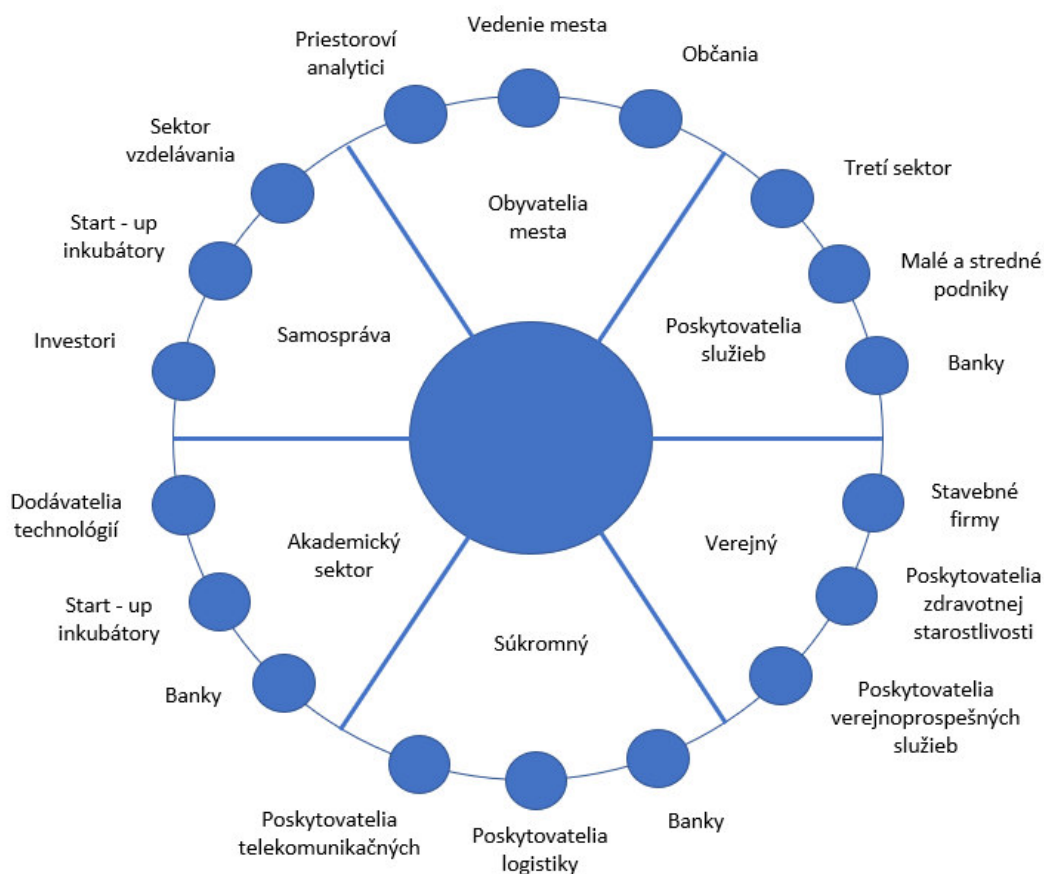 Vedenie mesta
Priestoroví
analytici
Občania
Sektor
vzdelávania
Tretí sektor
Obyvatelia
mesta
Start - up
inkubátory
Malé a stredné
podniky
Investori
Samospráva
Poskytovatelia
služieb
Banky
Dodávatelia
technológií
Akademický
sektor
Verejný
Stavebné
firmy
Start - up
inkubátory
Poskytovatelia
zdravotnej
starostlivosti
Súkromný
Banky
Poskytovatelia
verejnoprospešných
služieb
Poskytovatelia
telekomunikačných
Poskytovatelia
logistiky
Banky